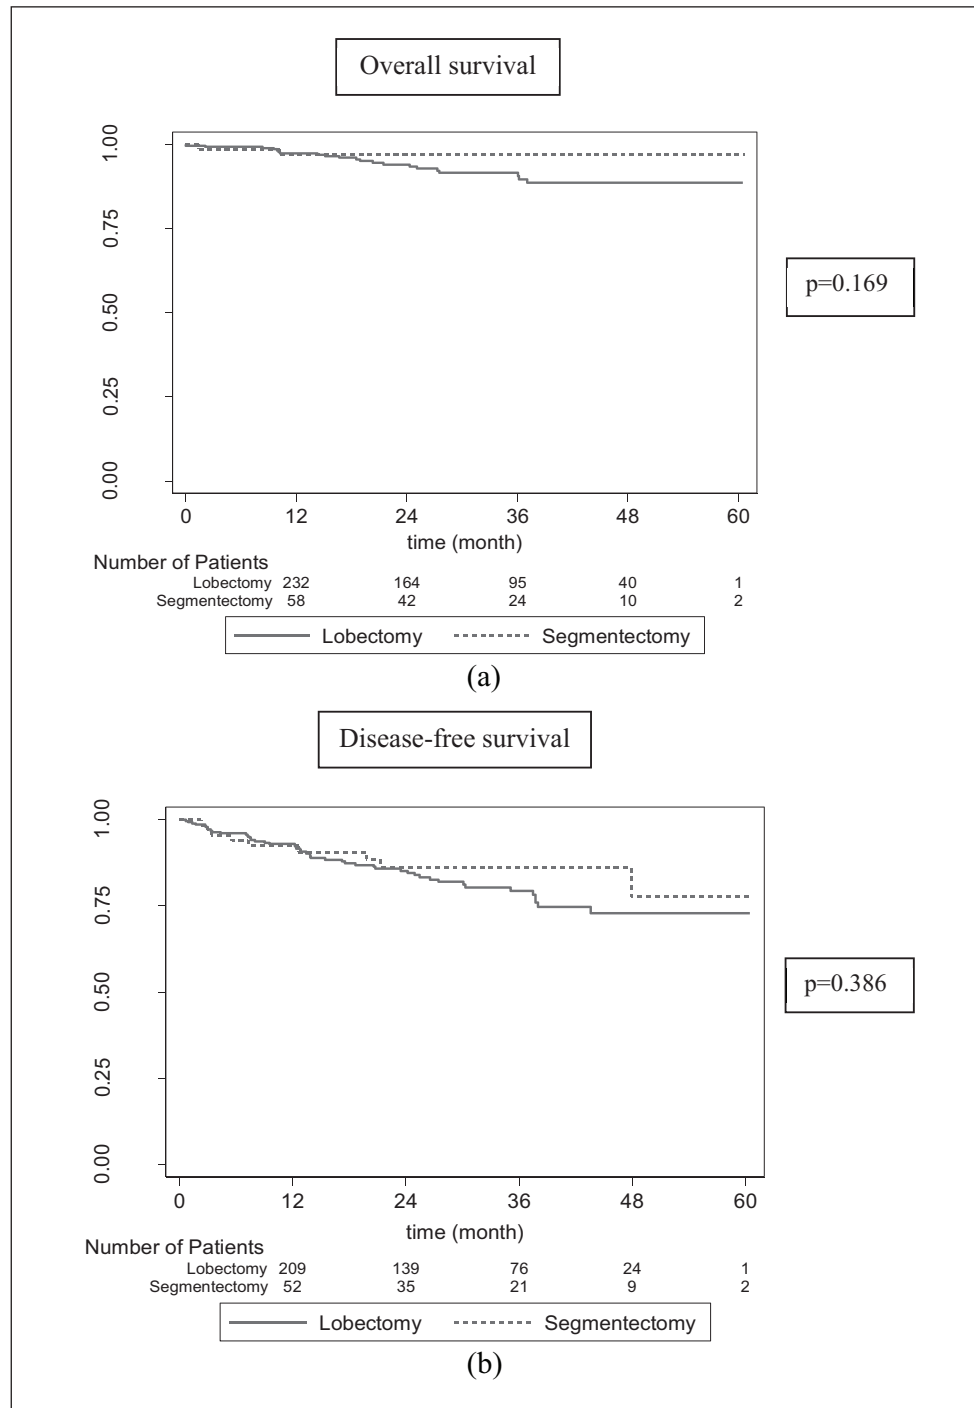 Overall survival
1.00
0.75
0.50
0.25
0.00
p=0.169
0 12 24 36 48 60
time (month)
Number of Patients
Lobectomy 232 164 95 40 1
Segmentectomy 58 42 24 10 2
Lobectomy Segmentectomy
(a)
Disease-free survival
1.00
0.75
0.50
0.25
0.00
p=0.386
0 12 24 36 48 60
time (month)
Number of Patients
Lobectomy 209 139 76 24 1
Segmentectomy 52 35 21 9 2
Lobectomy Segmentectomy
(b)